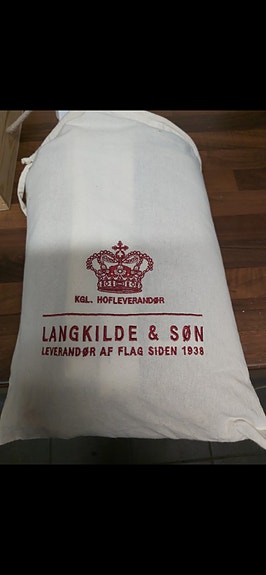 KGL. HOFLEVERANDØR
LANGKILDE & SØN
LEVERANDØR AF FLAG SIDEN 1938